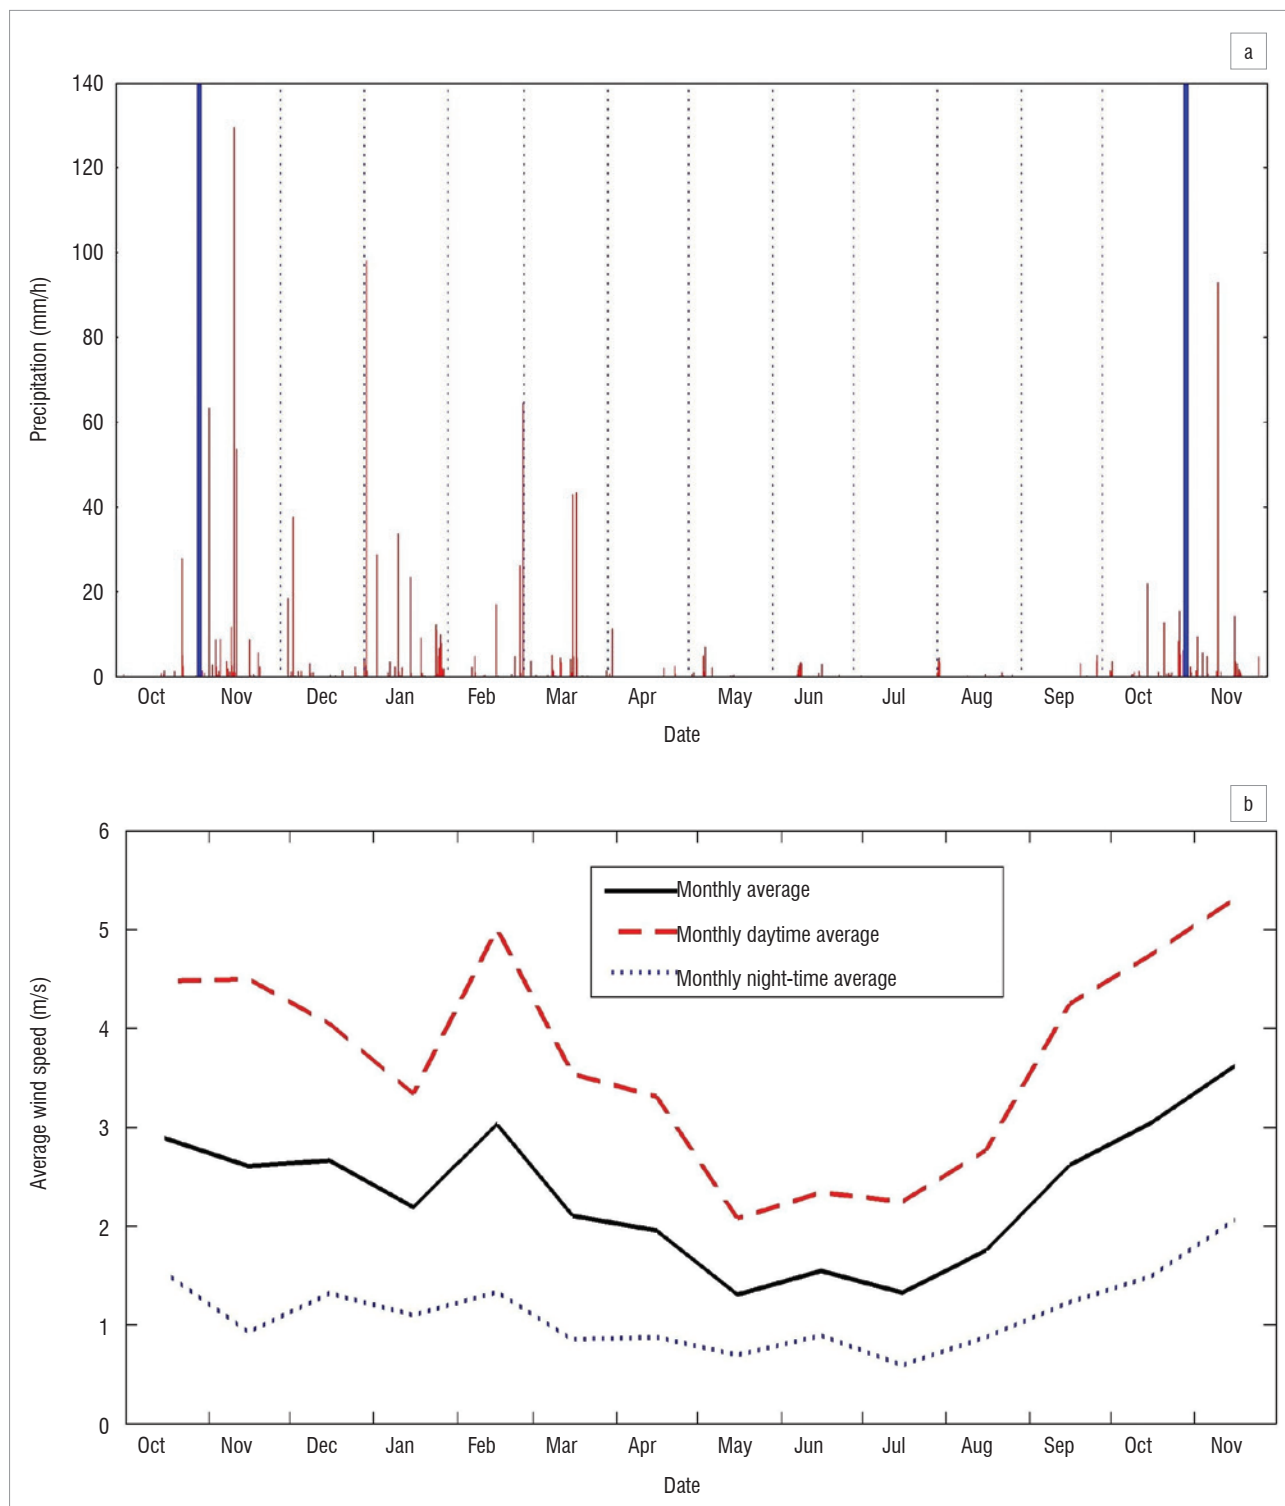 a
140
120
100
80
60
40
20
0
Precipitation (mm/h)
Oct Nov Dec Jan Feb Mar Apr May Jun Jul Aug Sep Oct Nov
Date
b
6
5
4
3
2
1
0
Average wind speed (m/s)
Monthly average
Monthly daytime average
Monthly night-time average
Oct Nov Dec Jan Feb Mar Apr May Jun Jul Aug Sep Oct Nov
Date